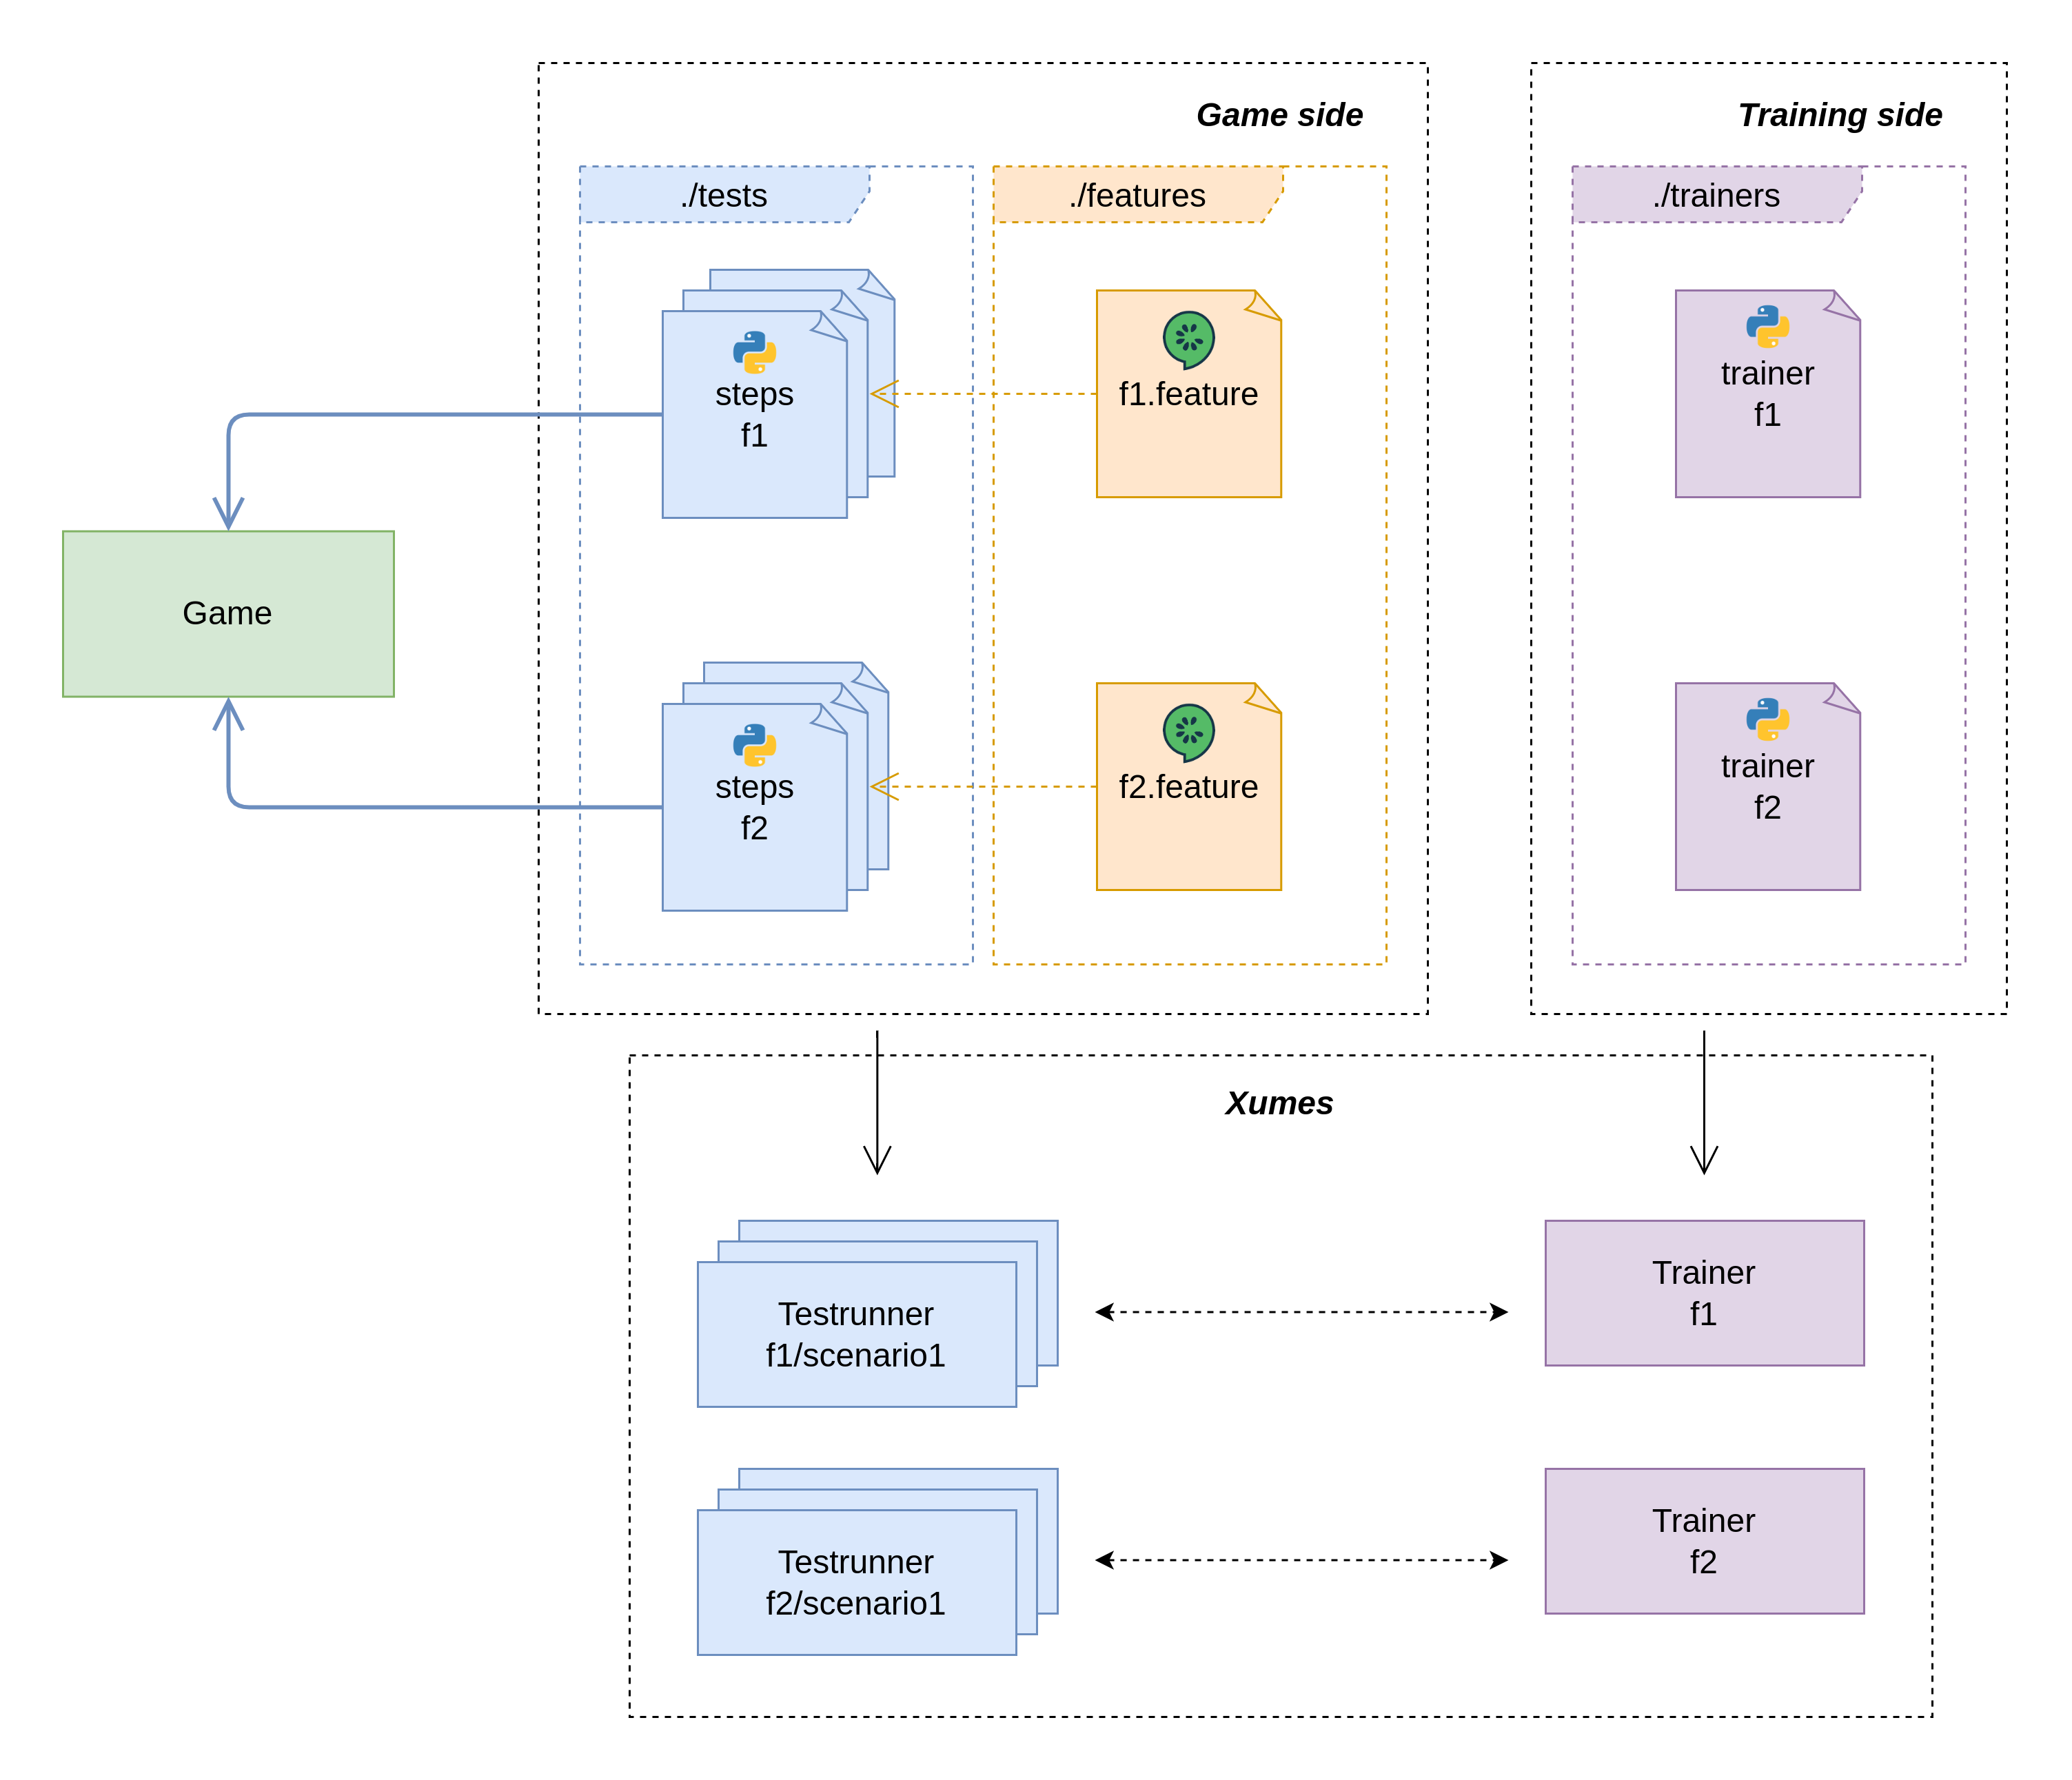 Game side
Training side
./tests
./features
./trainers
steps
f1
f1.feature
trainer
f1
Game
steps
f2
f2.feature
trainer
f2
Xumes
Testrunner
f1/scenario1
Trainer
f1
Testrunner
f2/scenario1
Trainer
f2